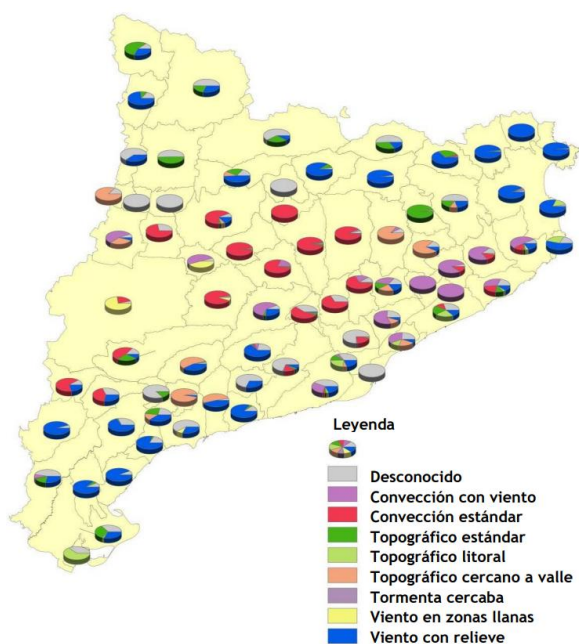 Leyenda
Desconocido
Convección con viento
Convección estándar
Topográfico estándar
Topográfico litoral
Topográfico cercano a valle
Tormenta cercaba
Viento en zonas llanas
Viento con relieve